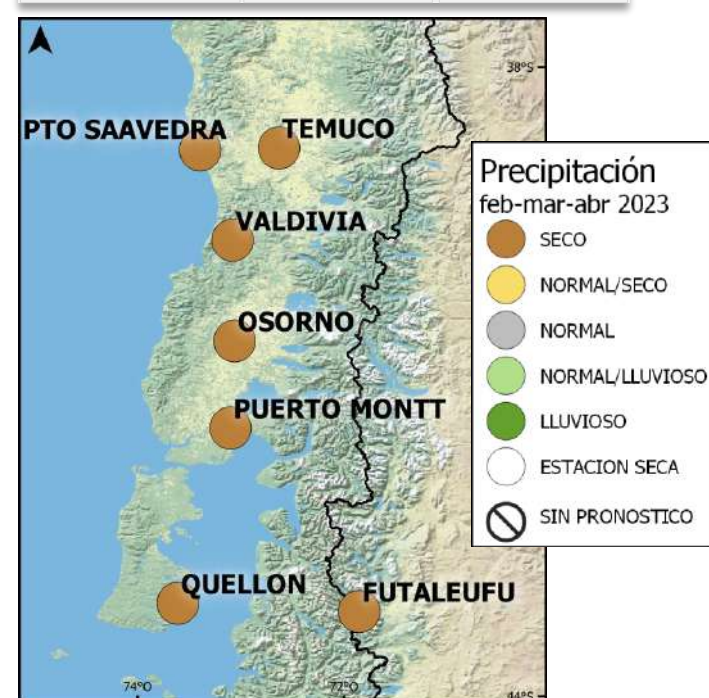 38°S
PTO SAAVEDRA
TEMUCO
VALDIVIA
OSORNO
PUERTO MONTT
QUELLON
FUTALEUFU
74°O
72°O
44°S
Precipitación
feb-mar-abr 2023
SECO
NORMAL/SECO
NORMAL
NORMAL/LLUVIOSO
LLUVIOSO
ESTACION SECA
SIN PRONOSTICO